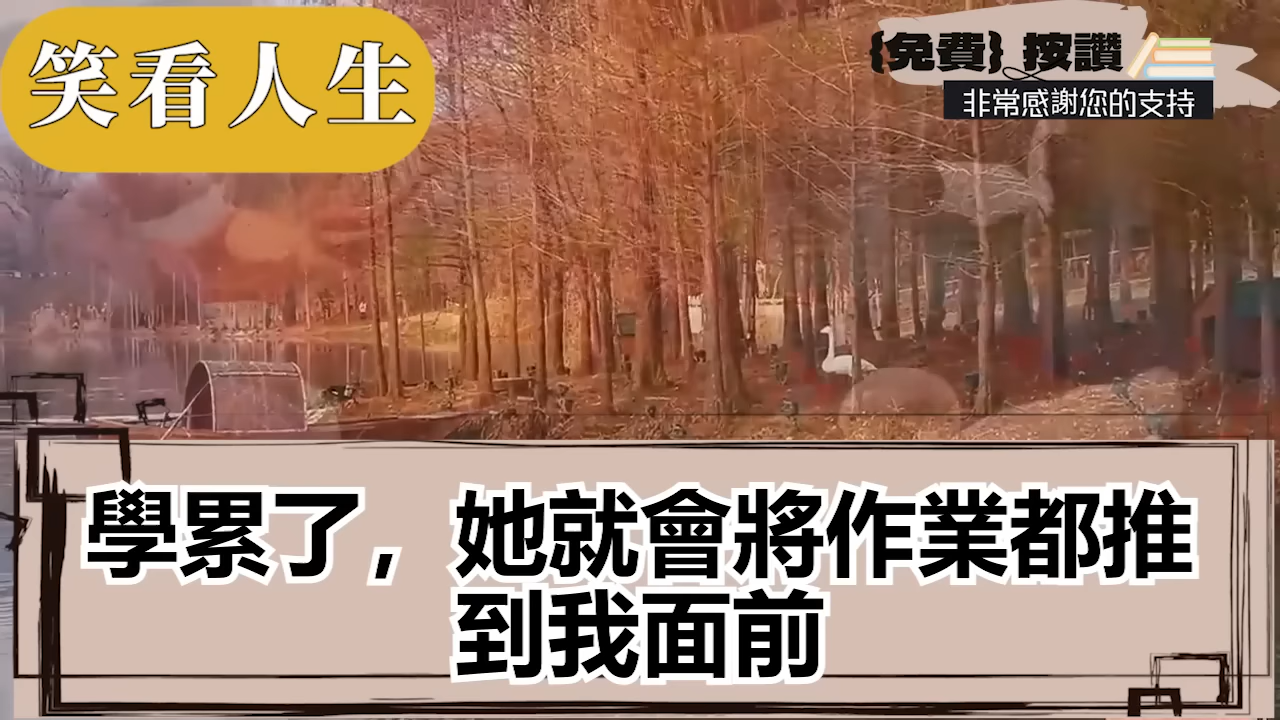 笑看人生
{免費} 按讚
非常感謝您的支持
學累了，她就會將作業都推
到我面前